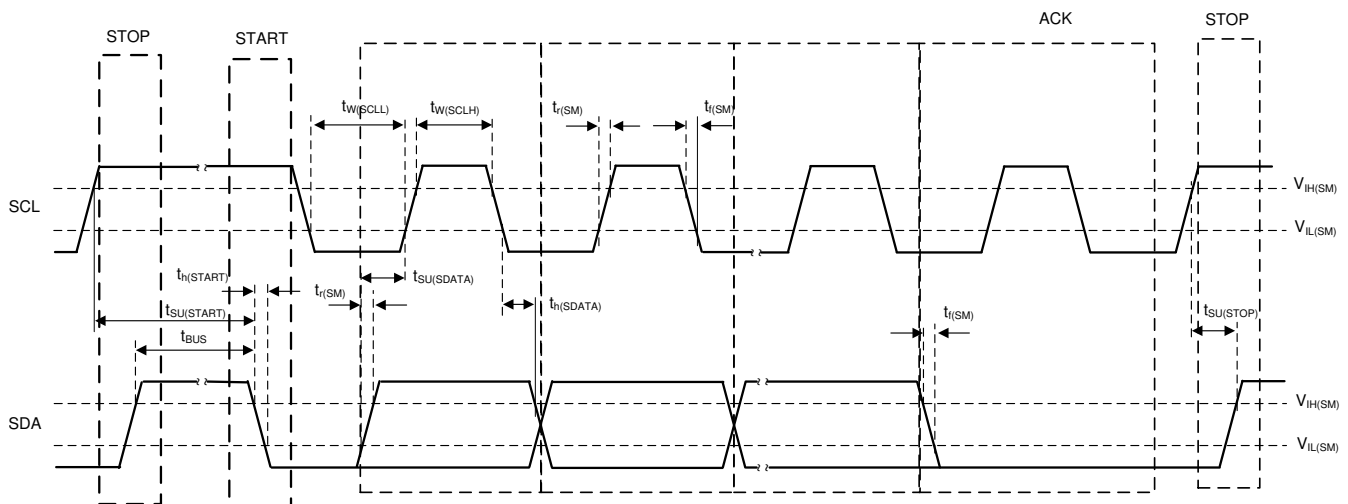 ACK
STOP
STOP
START
tW(SCLL)
tW(SCLH)
tr(SM)
tf(SM)
VIH(SM)
SCL
VIL(SM)
th(START)
tr(SM)
tSU(SDATA)
th(SDATA)
tSU(START)
tf(SM)
tSU(STOP)
tBUS
VIH(SM)
SDA
VIL(SM)